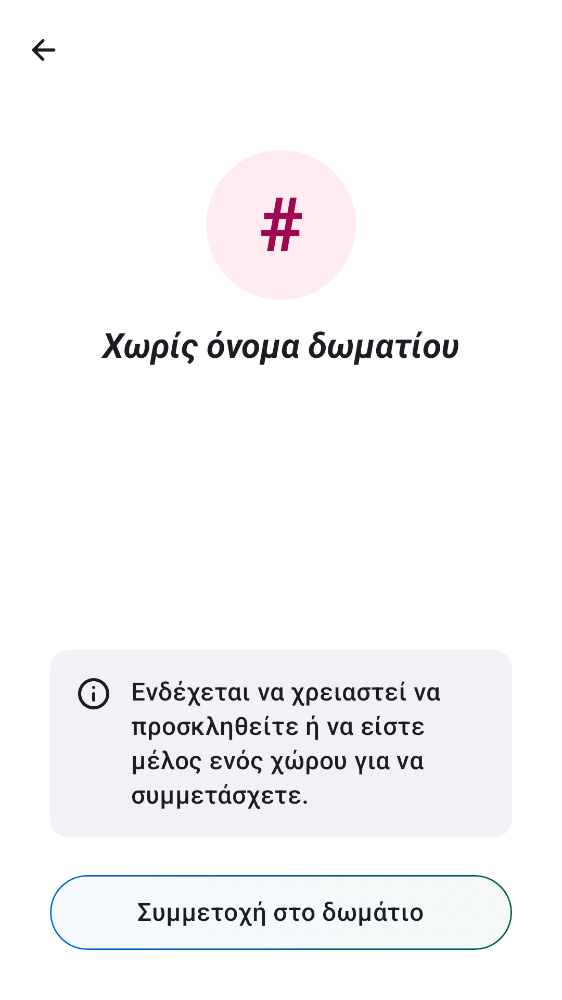 #
Χωρίς όνομα δωματίου
Ενδέχεται να χρειαστεί να
προσκληθείτε ή να είστε
μέλος ενός χώρου για να
συμμετάσχετε.
Συμμετοχή στο δωμάτιο